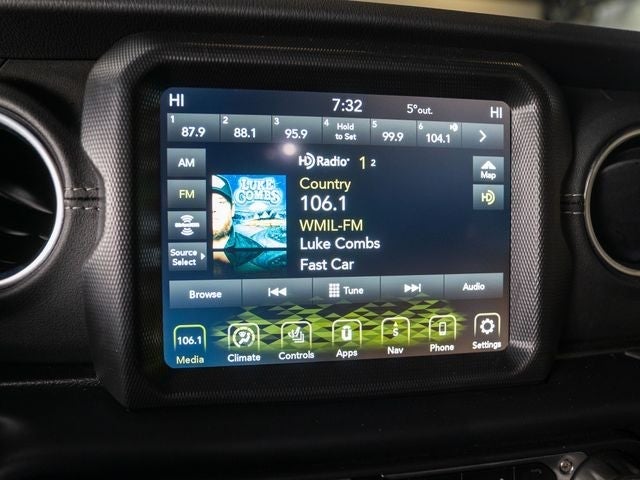 HI 7:32 5° out. HI
1 87.9 2 88.1 3 95.9 4 Hold to Set 5 99.9 6 HD 104.1
AM HD Radio 1 2 Map
FM Country HD
106.1
SiriusXM WMIL-FM
LUKE COMBS
Luke Combs
Source Select Fast Car
Browse Tune Audio
106.1 S
Media Climate Controls Apps Nav Phone Settings